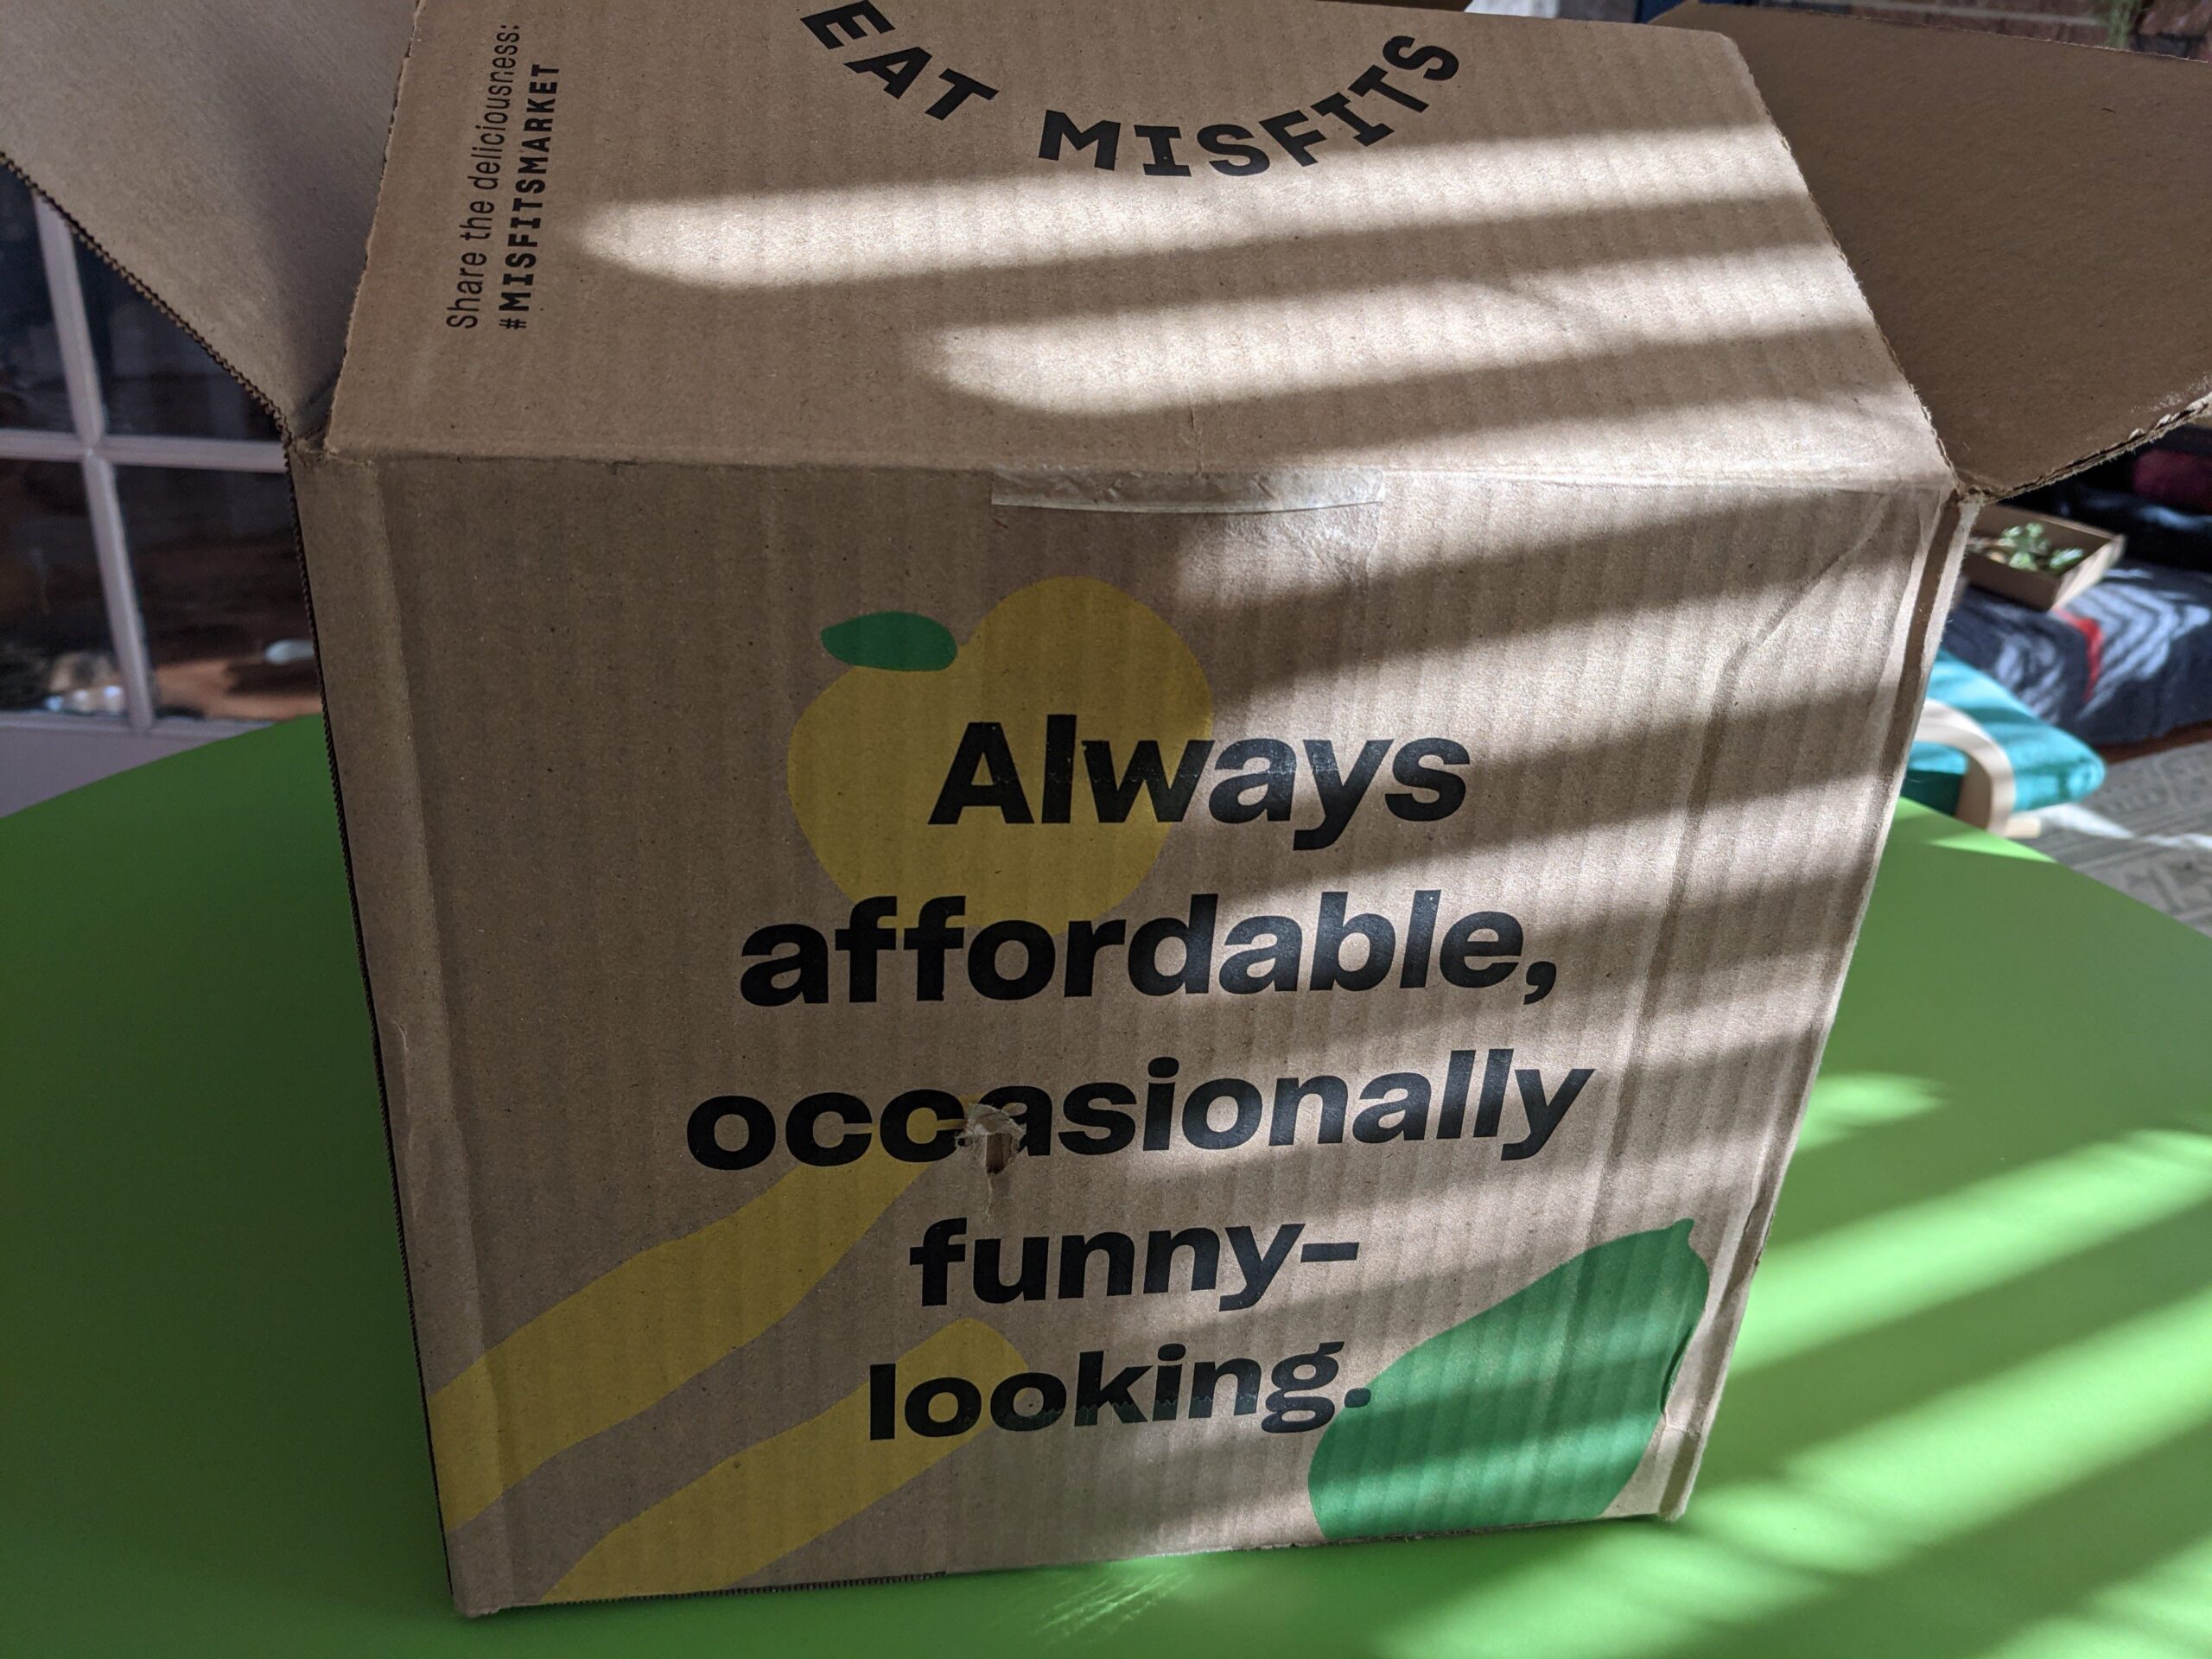 EAT MISFITS
Share the deliciousness:
#MISFITSMARKET
Always
affordable,
occasionally
funny-
looking.